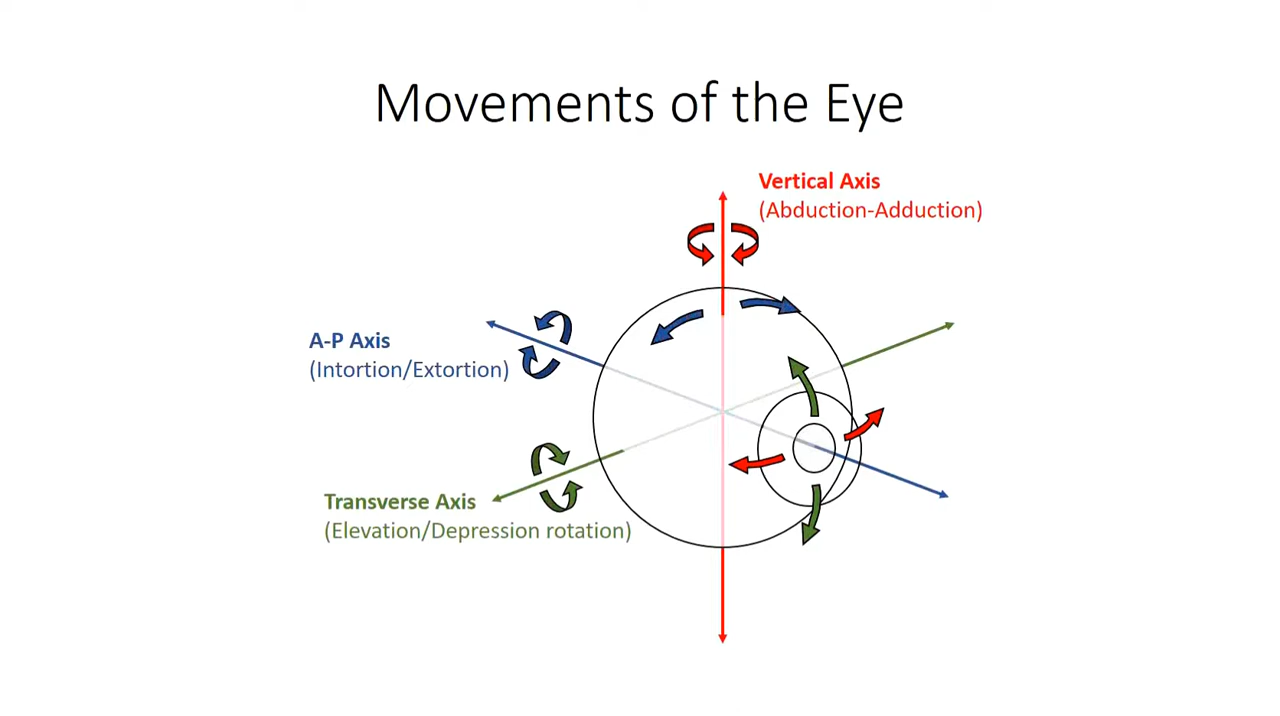 Movements of the Eye
Vertical Axis
(Abduction-Adduction)
A-P Axis
(Intortion/Extortion)
Transverse Axis
(Elevation/Depression rotation)